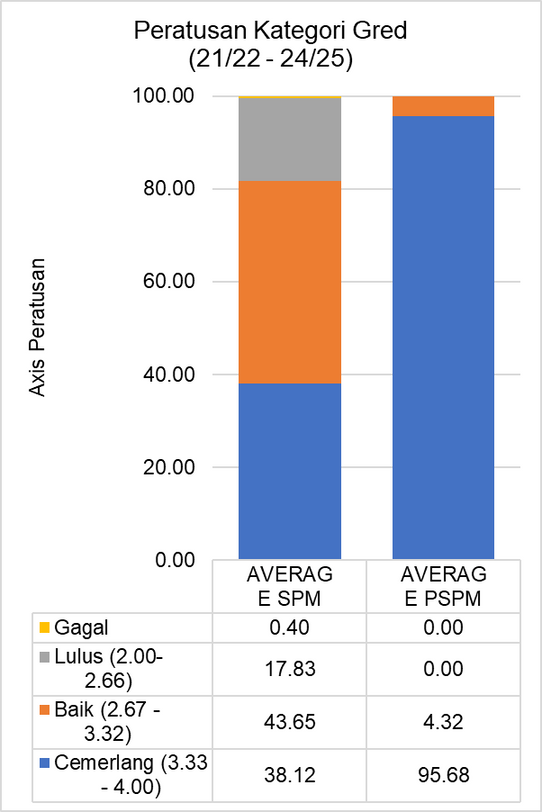 Peratusan Kategori Gred
(21/22 - 24/25)
100.00
80.00
60.00
40.00
20.00
0.00
Axis Peratusan
AVERAG
E SPM
AVERAG
E PSPM
Gagal 0.40 0.00
Lulus (2.00-
2.66) 17.83 0.00
Baik (2.67 -
3.32) 43.65 4.32
Cemerlang (3.33
- 4.00) 38.12 95.68